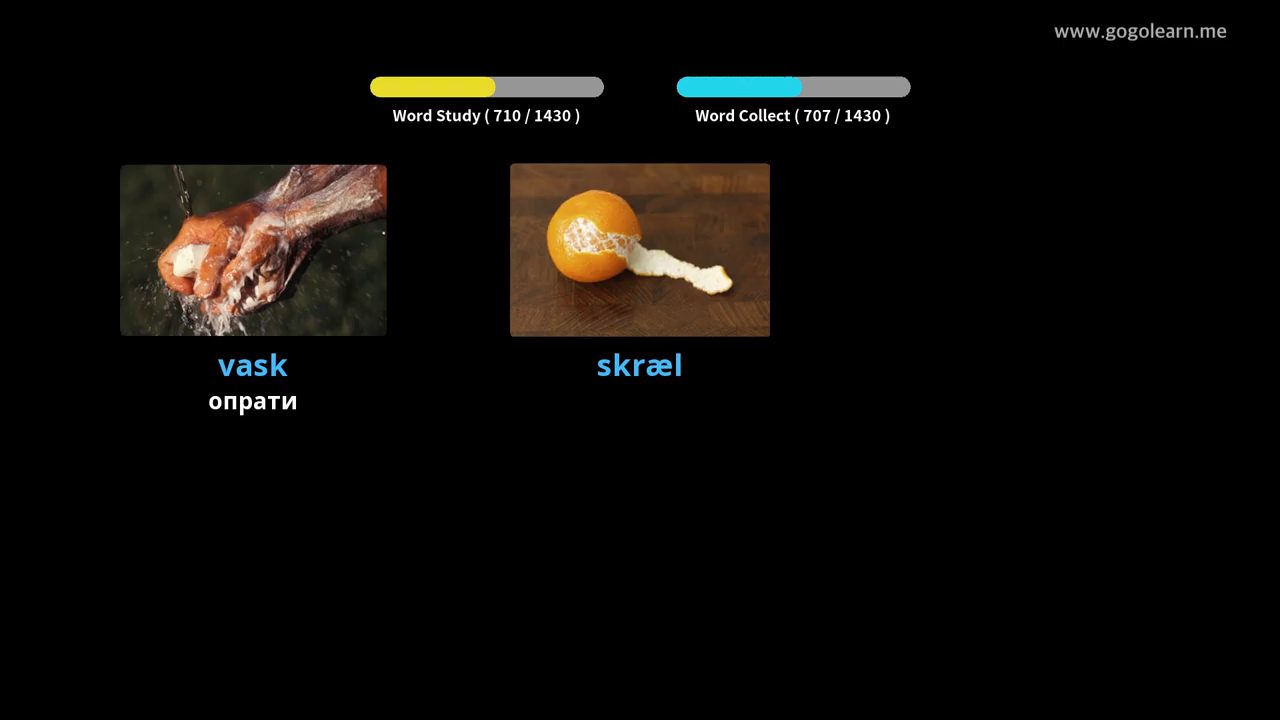 www.gogolearn.me
Word Study ( 710 / 1430 )
Word Collect ( 707 / 1430 )
vask
опрати
skræl